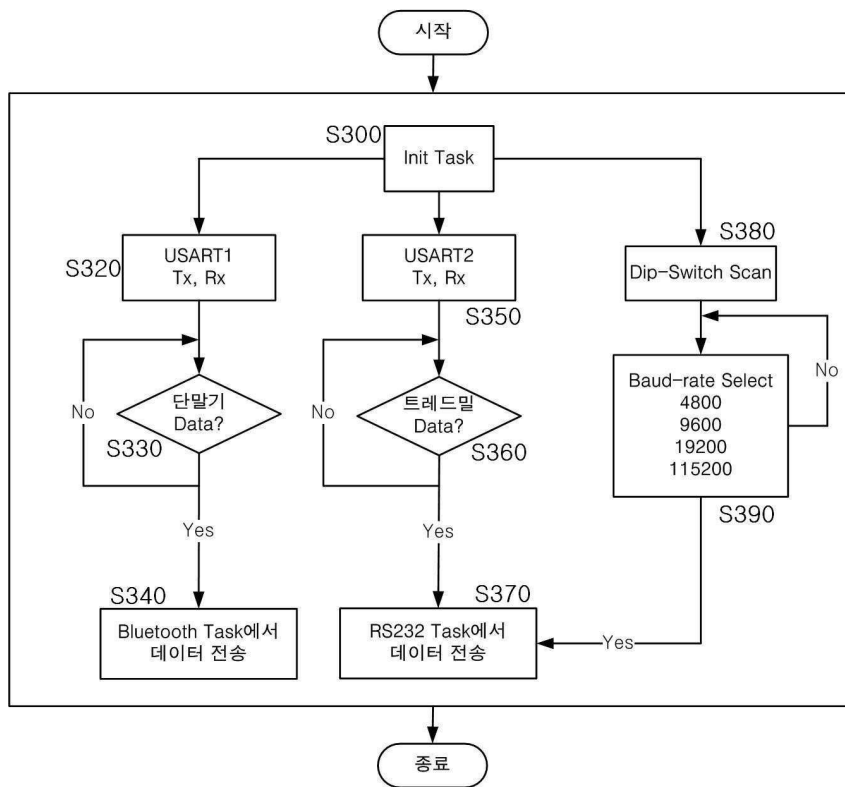 시작
S300
Init Task
S320
USART1
Tx, Rx
USART2
Tx, Rx
S350
S380
Dip-Switch Scan
No
단말기
Data?
S330
No
트레드밀
Data?
S360
Baud-rate Select
4800
9600
19200
115200
No
S390
Yes
Yes
Yes
S340
Bluetooth Task에서
데이터 전송
S370
RS232 Task에서
데이터 전송
종료